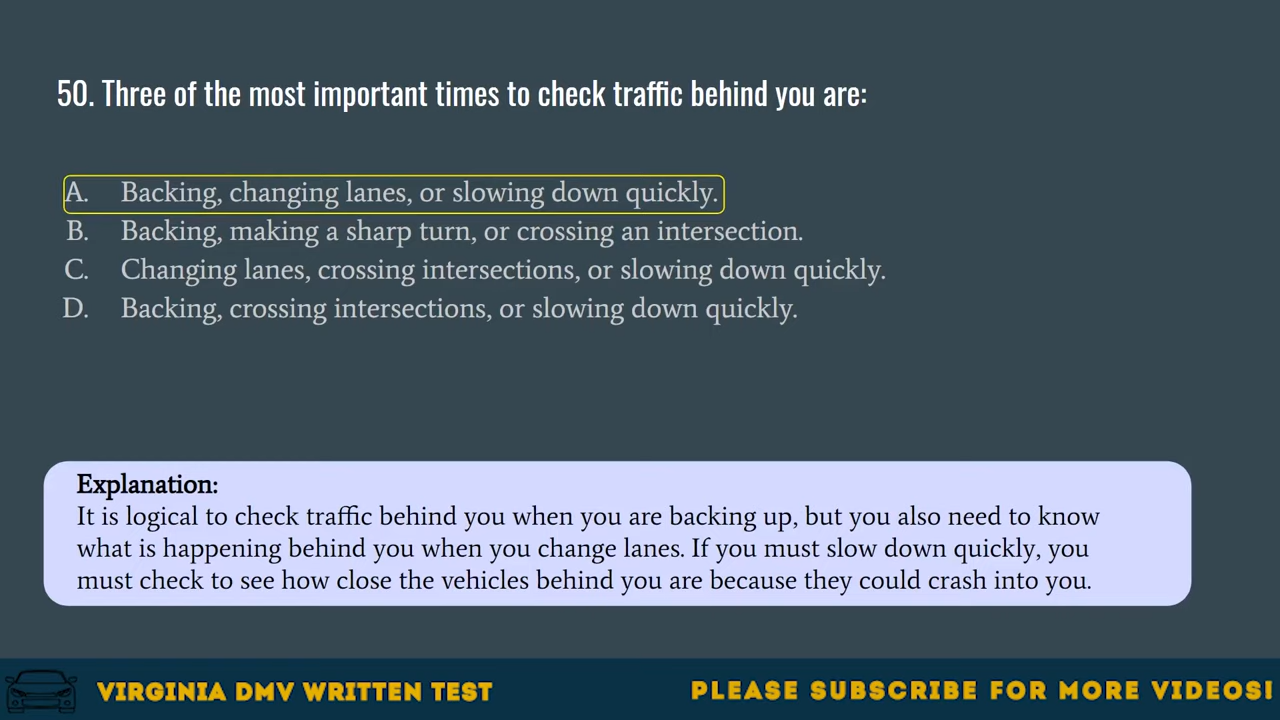 50. Three of the most important times to check traffic behind you are:
A. Backing, changing lanes, or slowing down quickly.
B. Backing, making a sharp turn, or crossing an intersection.
C. Changing lanes, crossing intersections, or slowing down quickly.
D. Backing, crossing intersections, or slowing down quickly.
Explanation:
It is logical to check traffic behind you when you are backing up, but you also need to know
what is happening behind you when you change lanes. If you must slow down quickly, you
must check to see how close the vehicles behind you are because they could crash into you.
VIRGINIA DMV WRITTEN TEST
PLEASE SUBSCRIBE FOR MORE VIDEOS!